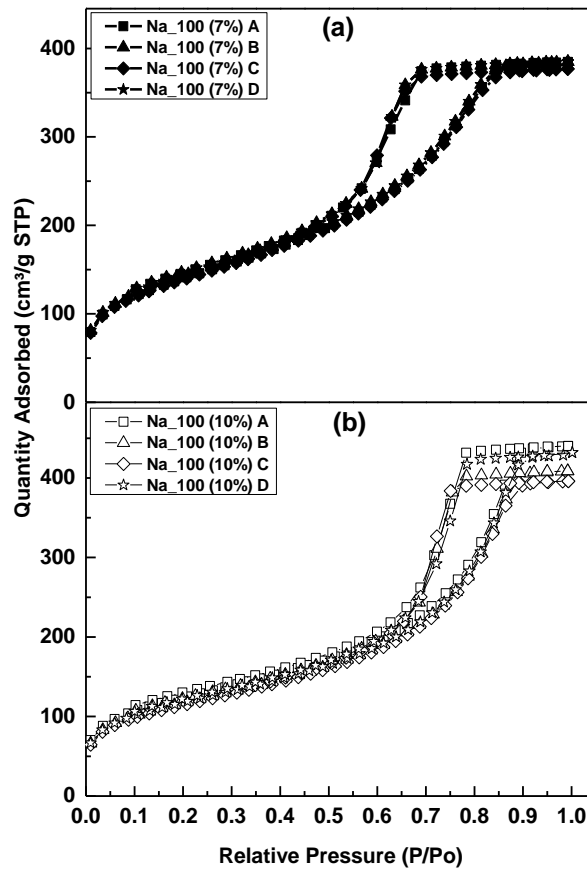 (a)
Na_100 (7%) A
Na_100 (7%) B
Na_100 (7%) C
Na_100 (7%) D
400
300
200
100
0
Quantity Adsorbed (cm³/g STP)
(b)
Na_100 (10%) A
Na_100 (10%) B
Na_100 (10%) C
Na_100 (10%) D
400
300
200
100
0
0.0 0.1 0.2 0.3 0.4 0.5 0.6 0.7 0.8 0.9 1.0
Relative Pressure (P/Po)